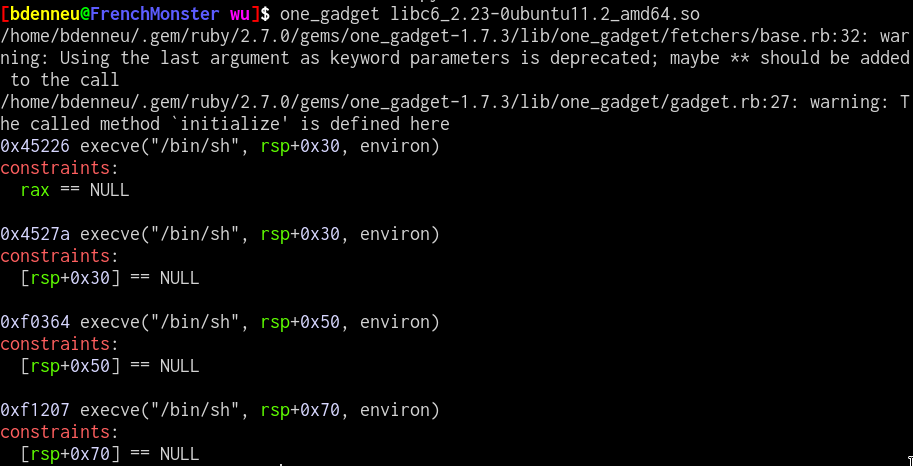 [bdenneu@FrenchMonster wu]$ one_gadget libc6_2.23-0ubuntu11.2_amd64.so
/home/bdenneu/.gem/ruby/2.7.0/gems/one_gadget-1.7.3/lib/one_gadget/fetchers/base.rb:32: war
ning: Using the last argument as keyword parameters is deprecated; maybe ** should be added
 to the call
/home/bdenneu/.gem/ruby/2.7.0/gems/one_gadget-1.7.3/lib/one_gadget/gadget.rb:27: warning: T
he called method `initialize' is defined here
0x45226 execve("/bin/sh", rsp+0x30, environ)
constraints:
  rax == NULL

0x4527a execve("/bin/sh", rsp+0x30, environ)
constraints:
  [rsp+0x30] == NULL

0xf0364 execve("/bin/sh", rsp+0x50, environ)
constraints:
  [rsp+0x50] == NULL

0xf1207 execve("/bin/sh", rsp+0x70, environ)
constraints:
  [rsp+0x70] == NULL